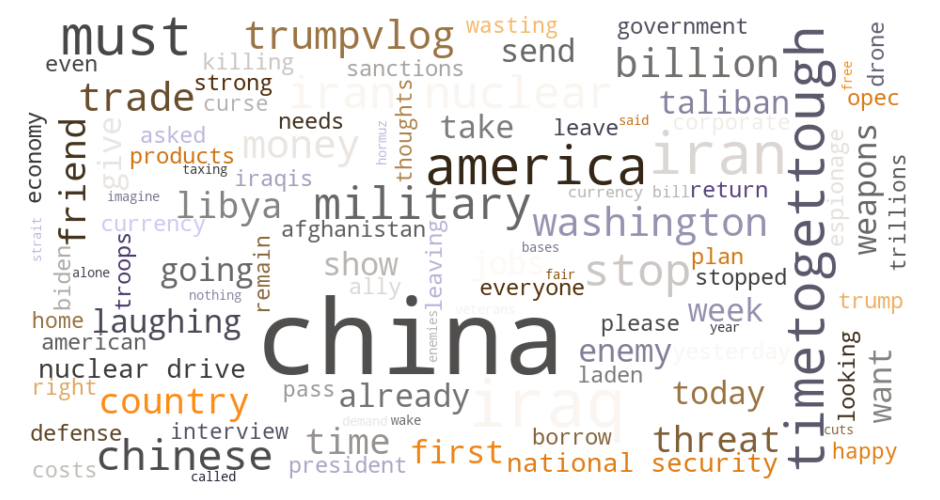 must
trumpvlog
wasting
government
even
killing
send
billion
sanctions
strong
trade
curse
iran nuclear
taliban
free
drone
opec
economy
friend
give
asked
needs
money
thoughts
take
leave
said
corporate
products
taxing
hormuz
america
iran
timetogettough
espionage
weapons
trillions
imagine
iraqis
currency
bill
return
libya
military
washington
currency
afghanistan
strait
biden
alone
troops
going
nothing
remain
show
ally
leaving
bases
jobs
fair
everyone
stop
plan
stopped
home
laughing
american
china
enemies
veterans
please
week
year
trump
nuclear drive
enemy
yesterday
laden
right
country
pass
already
iraq
today
looking
want
defense
interview
time
demand
wake
first
borrow
threat
cuts
happy
costs
chinese
called
president
national security